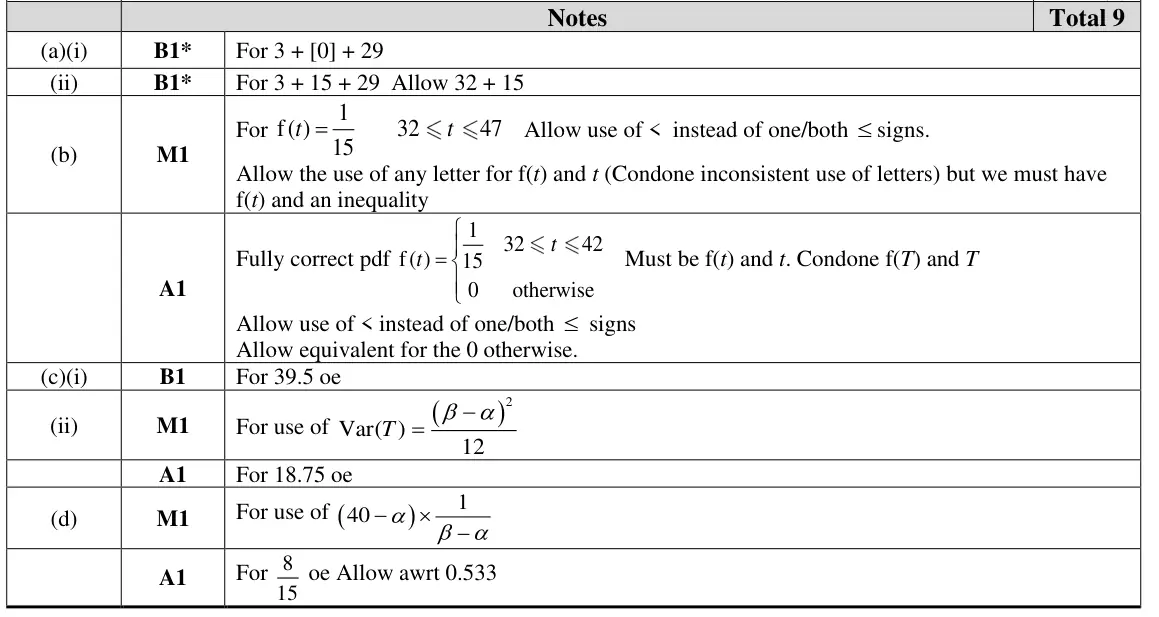 Notes Total 9
(a)(i) B1* For 3 + [0] + 29
(ii) B1* For 3 + 15 + 29 Allow 32 + 15
(b) M1 For f(t) = 1/15 32 ⩽ t ⩽ 47 Allow use of < instead of one/both ≤ signs.
Allow the use of any letter for f(t) and t (Condone inconsistent use of letters) but we must have
f(t) and an inequality
A1 Fully correct pdf f(t) = { 1/15 32 ⩽ t ⩽ 42 Must be f(t) and t. Condone f(T) and T
0 otherwise
Allow use of < instead of one/both ≤ signs
Allow equivalent for the 0 otherwise.
(c)(i) B1 For 39.5 oe
(ii) M1 For use of Var(T) = (β − α)²/12
A1 For 18.75 oe
(d) M1 For use of (40 − α) × 1/(β − α)
A1 For 8/15 oe Allow awrt 0.533